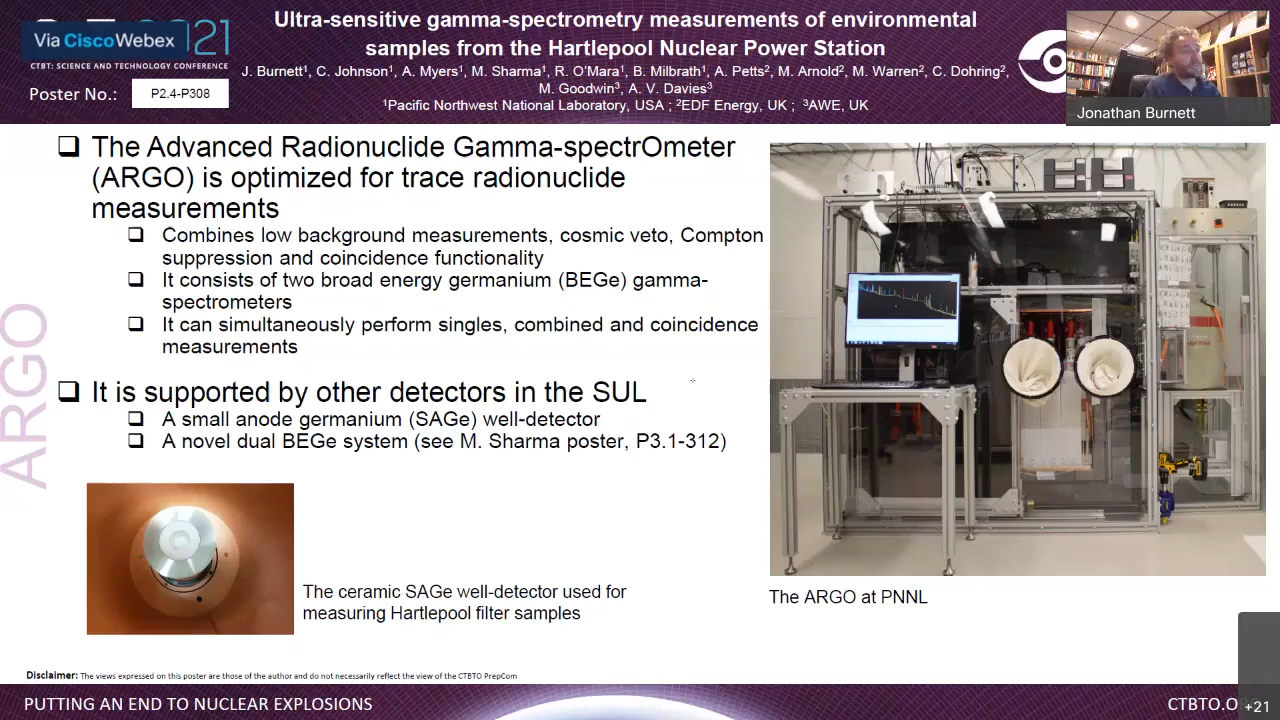 Ultra-sensitive gamma-spectrometry measurements of environmental
samples from the Hartlepool Nuclear Power Station
Via CiscoWebex
21
CTBT: SCIENCE AND TECHNOLOGY CONFERENCE
J. Burnett¹, C. Johnson¹, A. Myers¹, M. Sharma¹, R. O'Mara¹, B. Milbrath¹, A. Petts², M. Arnold², M. Warren², C. Dohring²,
M. Goodwin³, A. V. Davies³
¹Pacific Northwest National Laboratory, USA ; ²EDF Energy, UK ; ³AWE, UK
Poster No.: P2.4-P308
Jonathan Burnett
ARGO
❑ The Advanced Radionuclide Gamma-spectrOmeter
(ARGO) is optimized for trace radionuclide
measurements
❑ Combines low background measurements, cosmic veto, Compton
suppression and coincidence functionality
❑ It consists of two broad energy germanium (BEGe) gamma-
spectrometers
❑ It can simultaneously perform singles, combined and coincidence
measurements
❑ It is supported by other detectors in the SUL
❑ A small anode germanium (SAGe) well-detector
❑ A novel dual BEGe system (see M. Sharma poster, P3.1-312)
The ceramic SAGe well-detector used for
measuring Hartlepool filter samples
The ARGO at PNNL
Disclaimer: The views expressed on this poster are those of the author and do not necessarily reflect the view of the CTBTO PrepCom
PUTTING AN END TO NUCLEAR EXPLOSIONS
CTBTO.O
+21